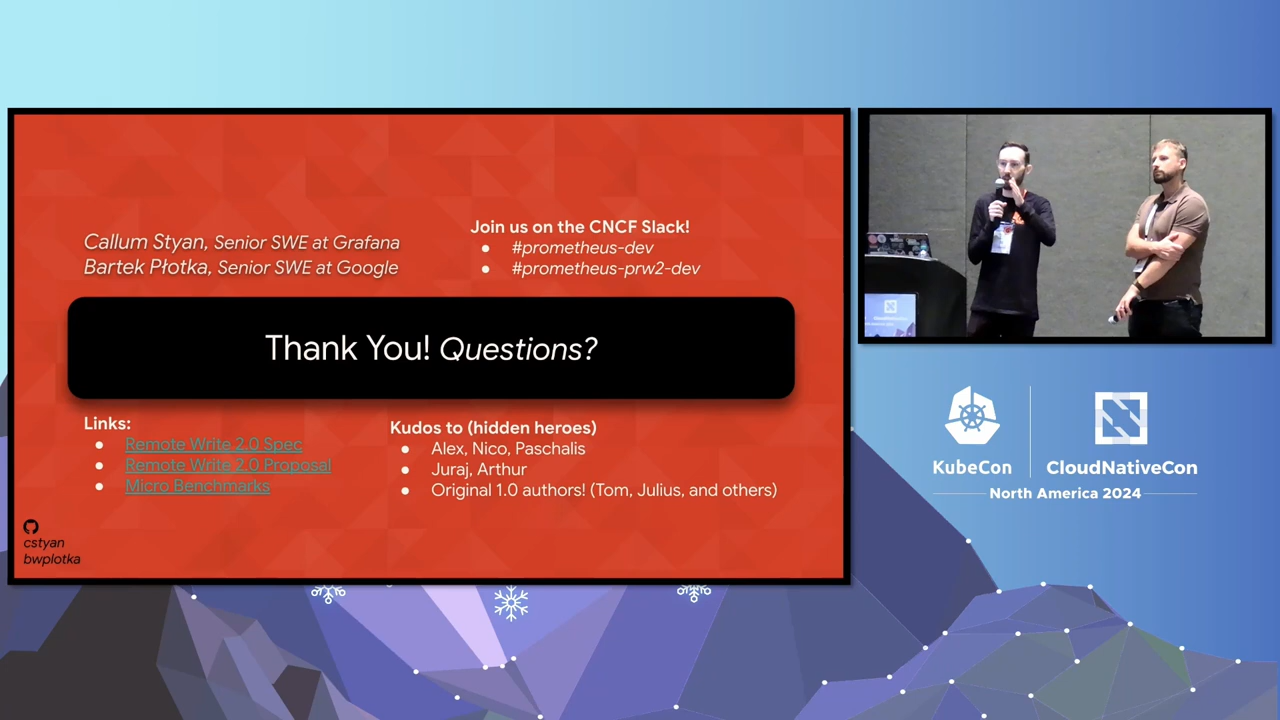 Callum Styan, Senior SWE at Grafana
Bartek Płotka, Senior SWE at Google
Join us on the CNCF Slack!
● #prometheus-dev
● #prometheus-prw2-dev
Thank You! Questions?
Links:
● Remote Write 2.0 Spec
● Remote Write 2.0 Proposal
● Micro Benchmarks
Kudos to (hidden heroes)
● Alex, Nico, Paschalis
● Juraj, Arthur
● Original 1.0 authors! (Tom, Julius, and others)
cstyan
bwplotka
KubeCon
CloudNativeCon
North America 2024